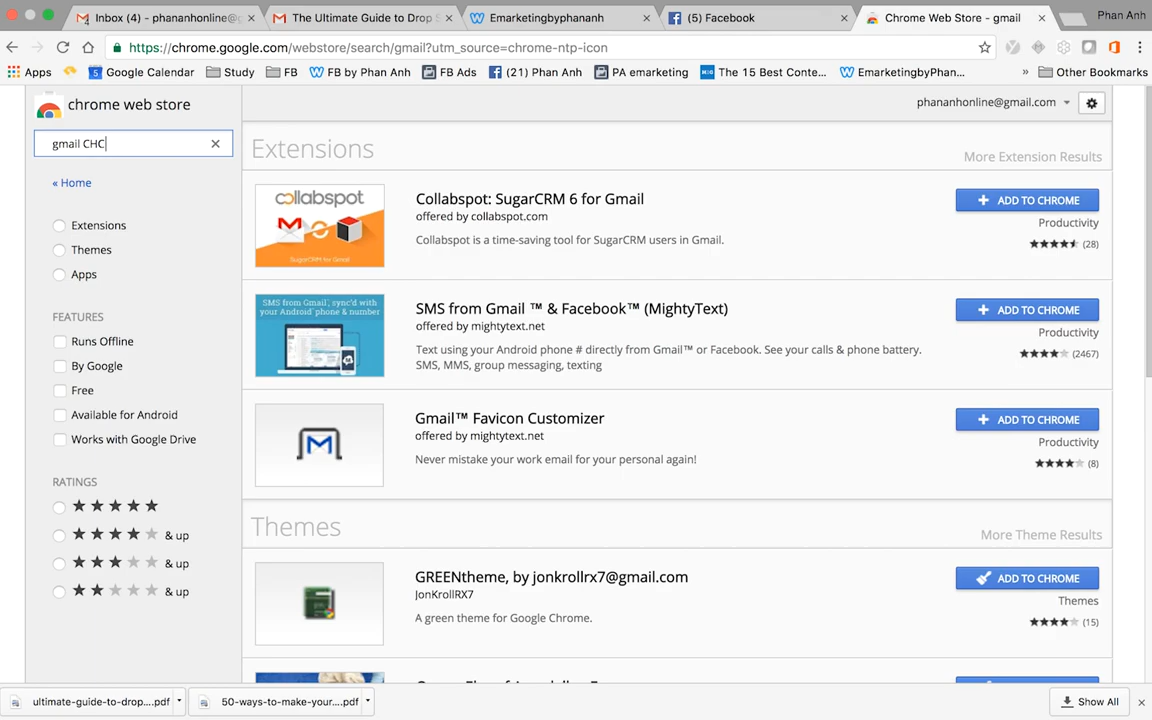 Inbox (4) - phananhonline@g
The Ultimate Guide to Drop S
Emarketingbyphananh
(5) Facebook
Chrome Web Store - gmail
Phan Anh
https://chrome.google.com/webstore/search/gmail?utm_source=chrome-ntp-icon
Apps
Google Calendar
Study
FB
FB by Phan Anh
FB Ads
(21) Phan Anh
PA emarketing
The 15 Best Conte...
EmarketingbyPhan...
»
Other Bookmarks
chrome web store
phananhonline@gmail.com
gmail CHC
« Home
Extensions
Themes
Apps
FEATURES
Runs Offline
By Google
Free
Available for Android
Works with Google Drive
RATINGS
& up
& up
& up
Extensions
More Extension Results
collabspot
SugarCRM for Gmail
Collabspot: SugarCRM 6 for Gmail
offered by collabspot.com
Collabspot is a time-saving tool for SugarCRM users in Gmail.
ADD TO CHROME
Productivity
(28)
SMS from Gmail, sync'd with
your Android phone & number
SMS from Gmail ™ & Facebook™ (MightyText)
offered by mightytext.net
Text using your Android phone # directly from Gmail™ or Facebook. See your calls & phone battery.
SMS, MMS, group messaging, texting
ADD TO CHROME
Productivity
(2467)
Gmail™ Favicon Customizer
offered by mightytext.net
Never mistake your work email for your personal again!
ADD TO CHROME
Productivity
(8)
Themes
More Theme Results
GREENtheme, by jonkrollrx7@gmail.com
JonKrollRX7
A green theme for Google Chrome.
ADD TO CHROME
Themes
(15)
ultimate-guide-to-drop....pdf
50-ways-to-make-your....pdf
Show All